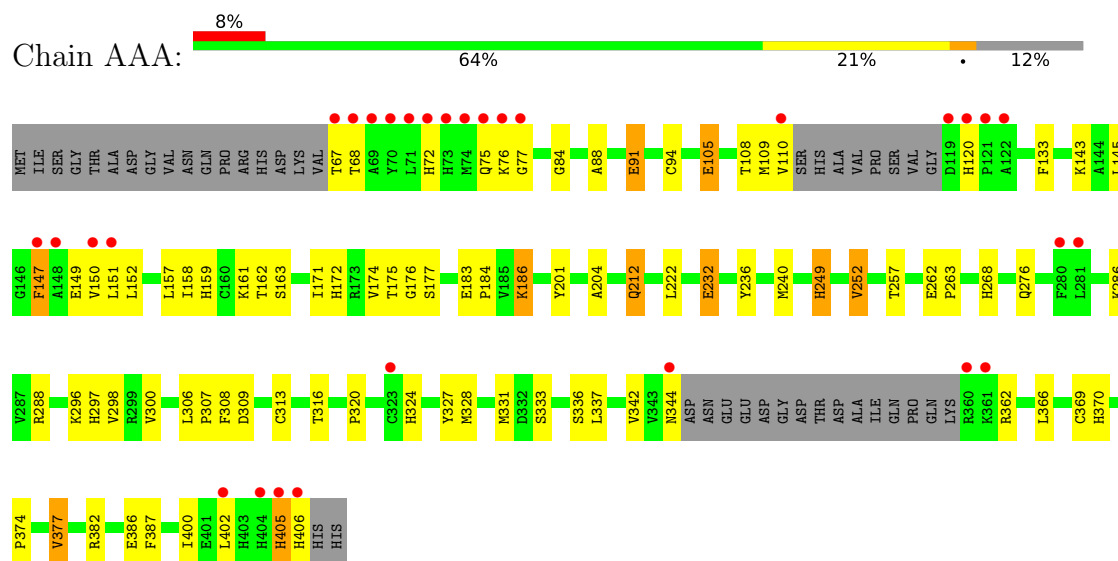 8%
Chain AAA:
64% 21% • 12%
MET ILE SER GLY THR ALA ASP GLY VAL ASN GLN PRO ARG HIS ASP LYS VAL T67 T68 A69 Y70 L71 H72 H73 M74 Q75 K76 G77 G84 A88 E91 C94 E105 T108 M109 V110 SER HIS ALA VAL PRO SER VAL GLY D119 H120 P121 A122 F133 K143 A144 L145
G146 F147 A148 E149 V150 L151 L152 L157 I158 H159 C160 K161 T162 S163 I171 H172 R173 V174 T175 G176 S177 E183 P184 V185 K186 Y201 A204 Q212 L222 E232 Y236 M240 H249 V252 T257 E262 P263 H268 Q276 F280 L281 K286
V287 R288 K296 H297 V298 R299 V300 L306 P307 F308 D309 C313 T316 P320 C323 H324 Y327 M328 M331 D332 S333 S336 L337 V342 V343 N344 ASP ASN GLU GLU ASP GLY ASP THR ASP ALA ILE GLN PRO GLN LYS R360 K361 R362 L366 C369 H370
P374 V377 R382 E386 F387 I400 E401 L402 H403 H404 H405 H406 HIS HIS